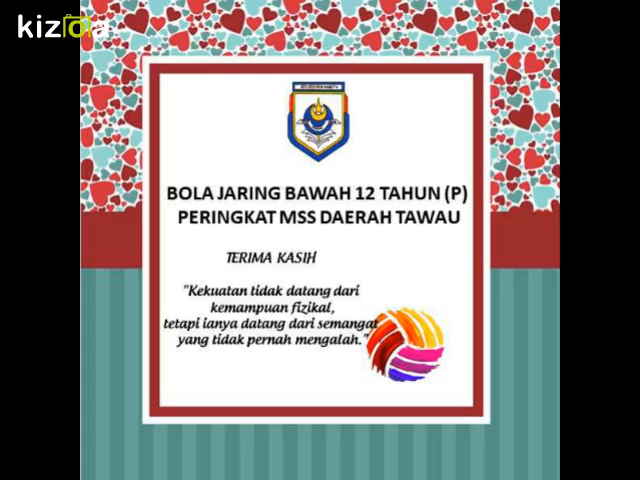 kizoa
BOLA JARING BAWAH 12 TAHUN (P)
PERINGKAT MSS DAERAH TAWAU
TERIMA KASIH
"Kekuatan tidak datang dari
kemampuan fizikal,
tetapi ianya datang dari semangat
yang tidak pernah mengalah."